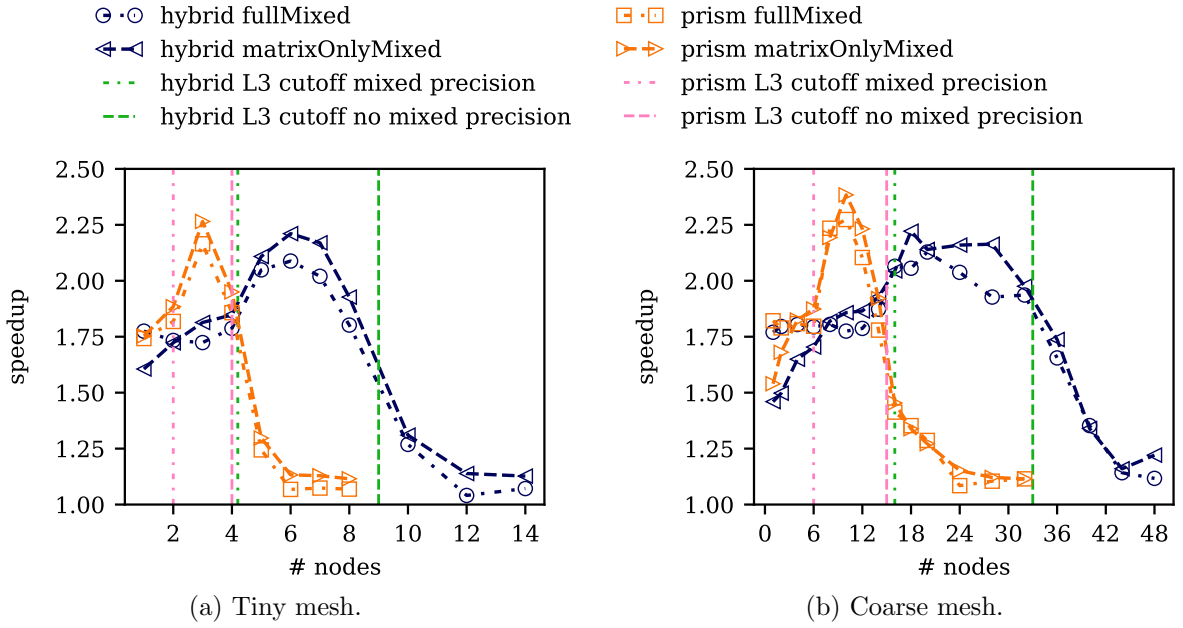 hybrid fullMixed
hybrid matrixOnlyMixed
hybrid L3 cutoff mixed precision
hybrid L3 cutoff no mixed precision
prism fullMixed
prism matrixOnlyMixed
prism L3 cutoff mixed precision
prism L3 cutoff no mixed precision
2.50
2.25
2.00
1.75
1.50
1.25
1.00
speedup
2 4 6 8 10 12 14
# nodes
(a) Tiny mesh.
2.50
2.25
2.00
1.75
1.50
1.25
1.00
speedup
0 6 12 18 24 30 36 42 48
# nodes
(b) Coarse mesh.